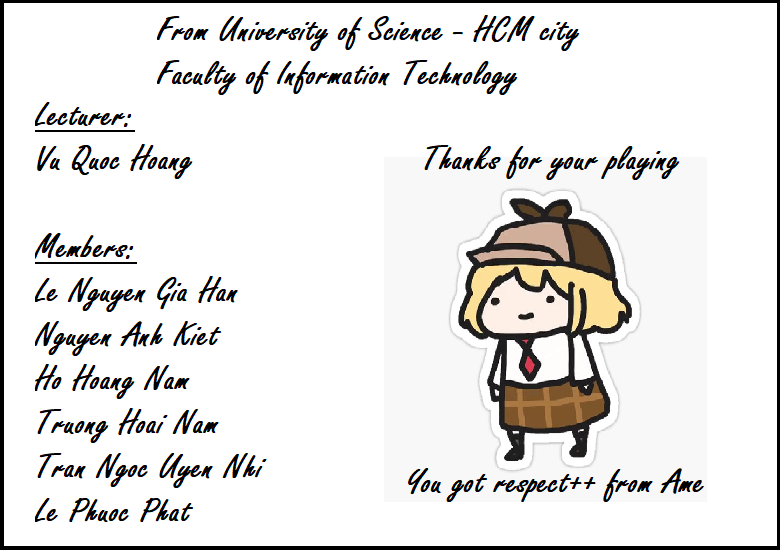 From University of Science - HCM city
Faculty of Information Technology
Lecturer:
Vu Quoc Hoang
Members:
Le Nguyen Gia Han
Nguyen Anh Kiet
Ho Hoang Nam
Truong Hoai Nam
Tran Ngoc Uyen Nhi
Le Phuoc Phat
Thanks for your playing
You got respect++ from Ame